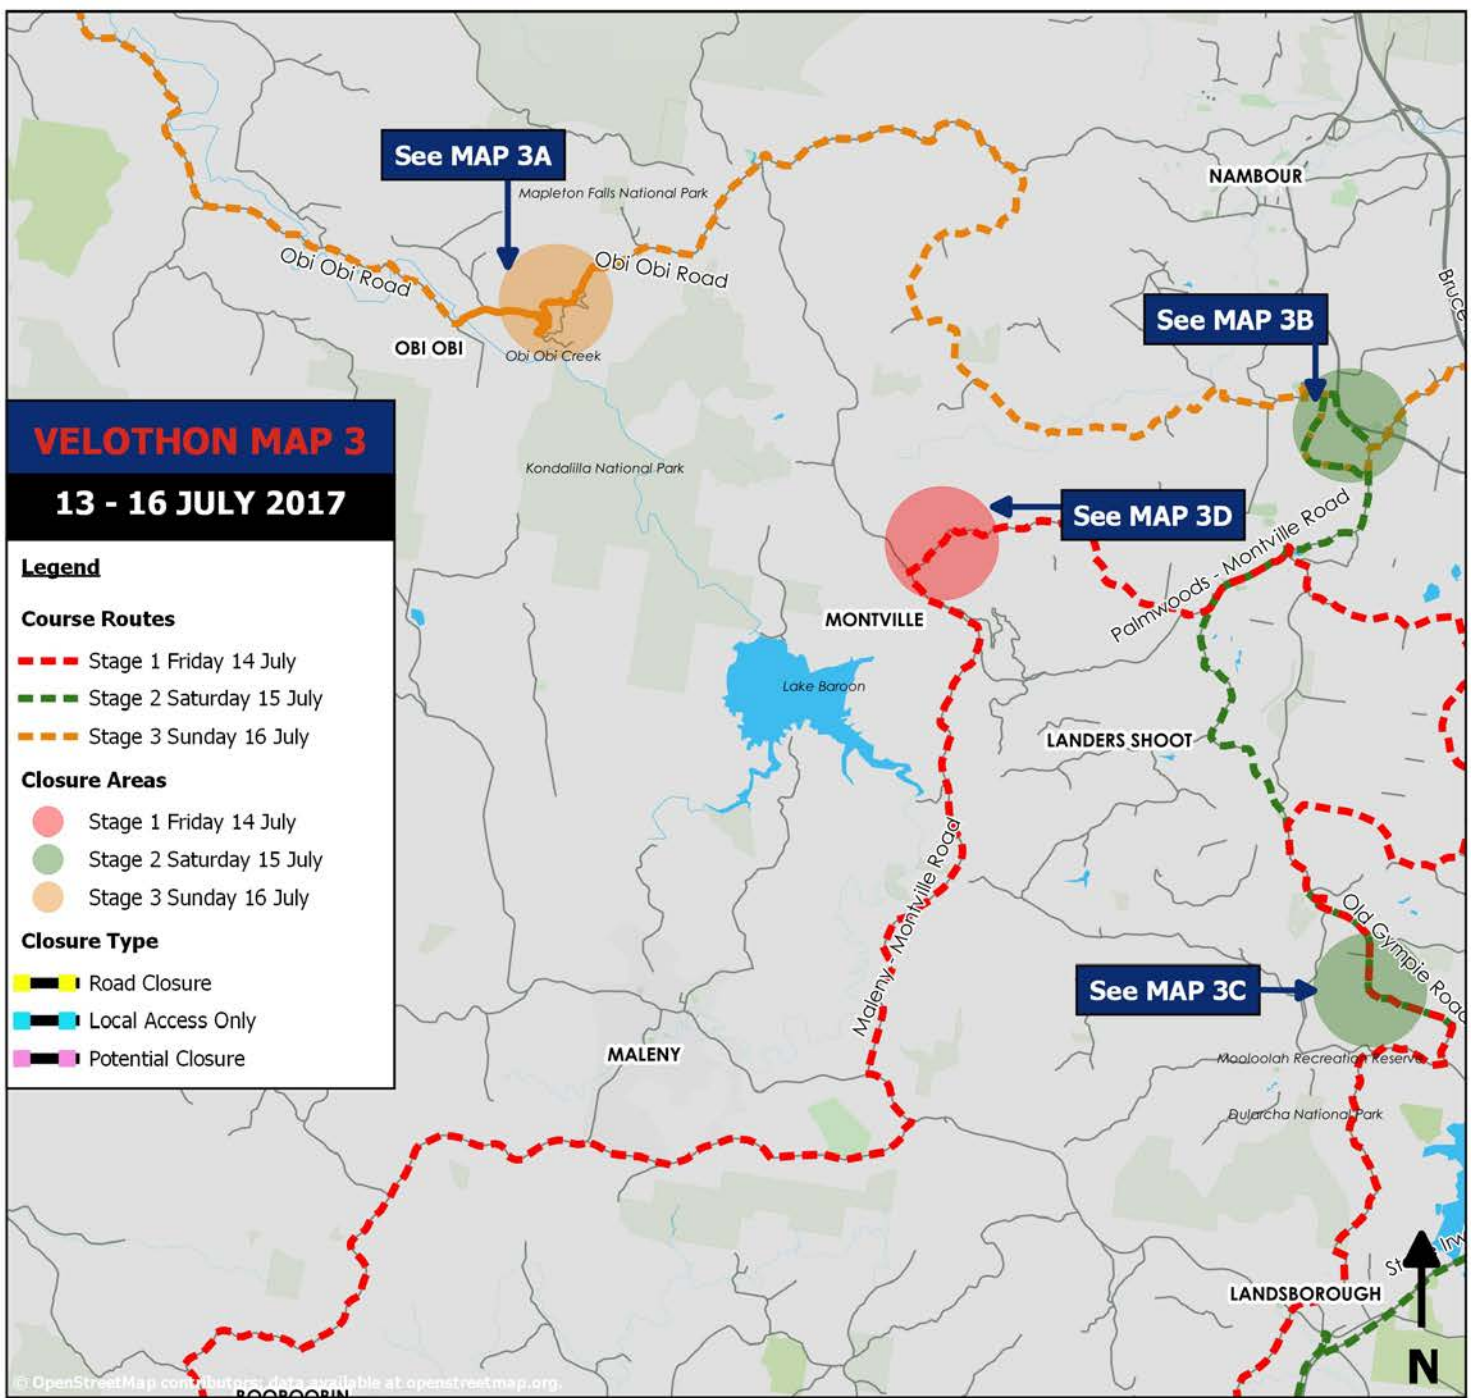 See MAP 3A
Mapleton Falls National Park
NAMBOUR
Obi Obi Road
Obi Obi Road
Bruce
See MAP 3B
OBI OBI
Obi Obi Creek
VELOTHON MAP 3
13 - 16 JULY 2017
Kondalilla National Park
See MAP 3D
Palmwoods - Montville Road
MONTVILLE
Lake Baroon
LANDERS SHOOT
Legend
Course Routes
Stage 1 Friday 14 July
Stage 2 Saturday 15 July
Stage 3 Sunday 16 July
Closure Areas
Stage 1 Friday 14 July
Stage 2 Saturday 15 July
Stage 3 Sunday 16 July
Closure Type
Road Closure
Local Access Only
Potential Closure
Maleny - Montville Road
Old Gympie Road
See MAP 3C
MALENY
Mooloolah Recreation Reserve
Dularcha National Park
LANDSBOROUGH
N
© OpenStreetMap contributors; data available at openstreetmap.org.
BOOROOBIN